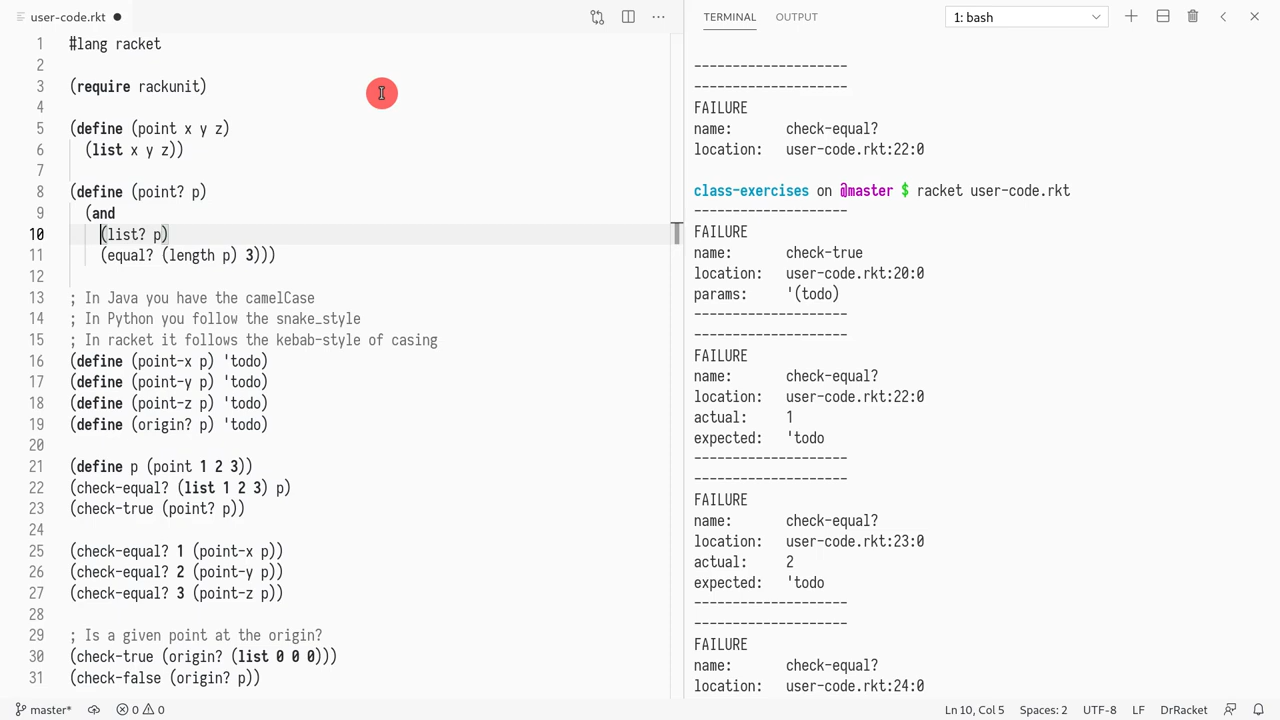 user-code.rkt
1 #lang racket
2
3 (require rackunit)
4
5 (define (point x y z)
6 (list x y z))
7
8 (define (point? p)
9 (and
10 (list? p)
11 (equal? (length p) 3)))
12
13 ; In Java you have the camelCase
14 ; In Python you follow the snake_style
15 ; In racket it follows the kebab-style of casing
16 (define (point-x p) 'todo)
17 (define (point-y p) 'todo)
18 (define (point-z p) 'todo)
19 (define (origin? p) 'todo)
20
21 (define p (point 1 2 3))
22 (check-equal? (list 1 2 3) p)
23 (check-true (point? p))
24
25 (check-equal? 1 (point-x p))
26 (check-equal? 2 (point-y p))
27 (check-equal? 3 (point-z p))
28
29 ; Is a given point at the origin?
30 (check-true (origin? (list 0 0 0)))
31 (check-false (origin? p))
TERMINAL OUTPUT 1: bash
--------------------
--------------------
FAILURE
name: check-equal?
location: user-code.rkt:22:0
class-exercises on @master $ racket user-code.rkt
--------------------
FAILURE
name: check-true
location: user-code.rkt:20:0
params: '(todo)
--------------------
--------------------
FAILURE
name: check-equal?
location: user-code.rkt:22:0
actual: 1
expected: 'todo
--------------------
--------------------
FAILURE
name: check-equal?
location: user-code.rkt:23:0
actual: 2
expected: 'todo
--------------------
--------------------
FAILURE
name: check-equal?
location: user-code.rkt:24:0
master* 0 0 Ln 10, Col 5 Spaces: 2 UTF-8 LF DrRacket